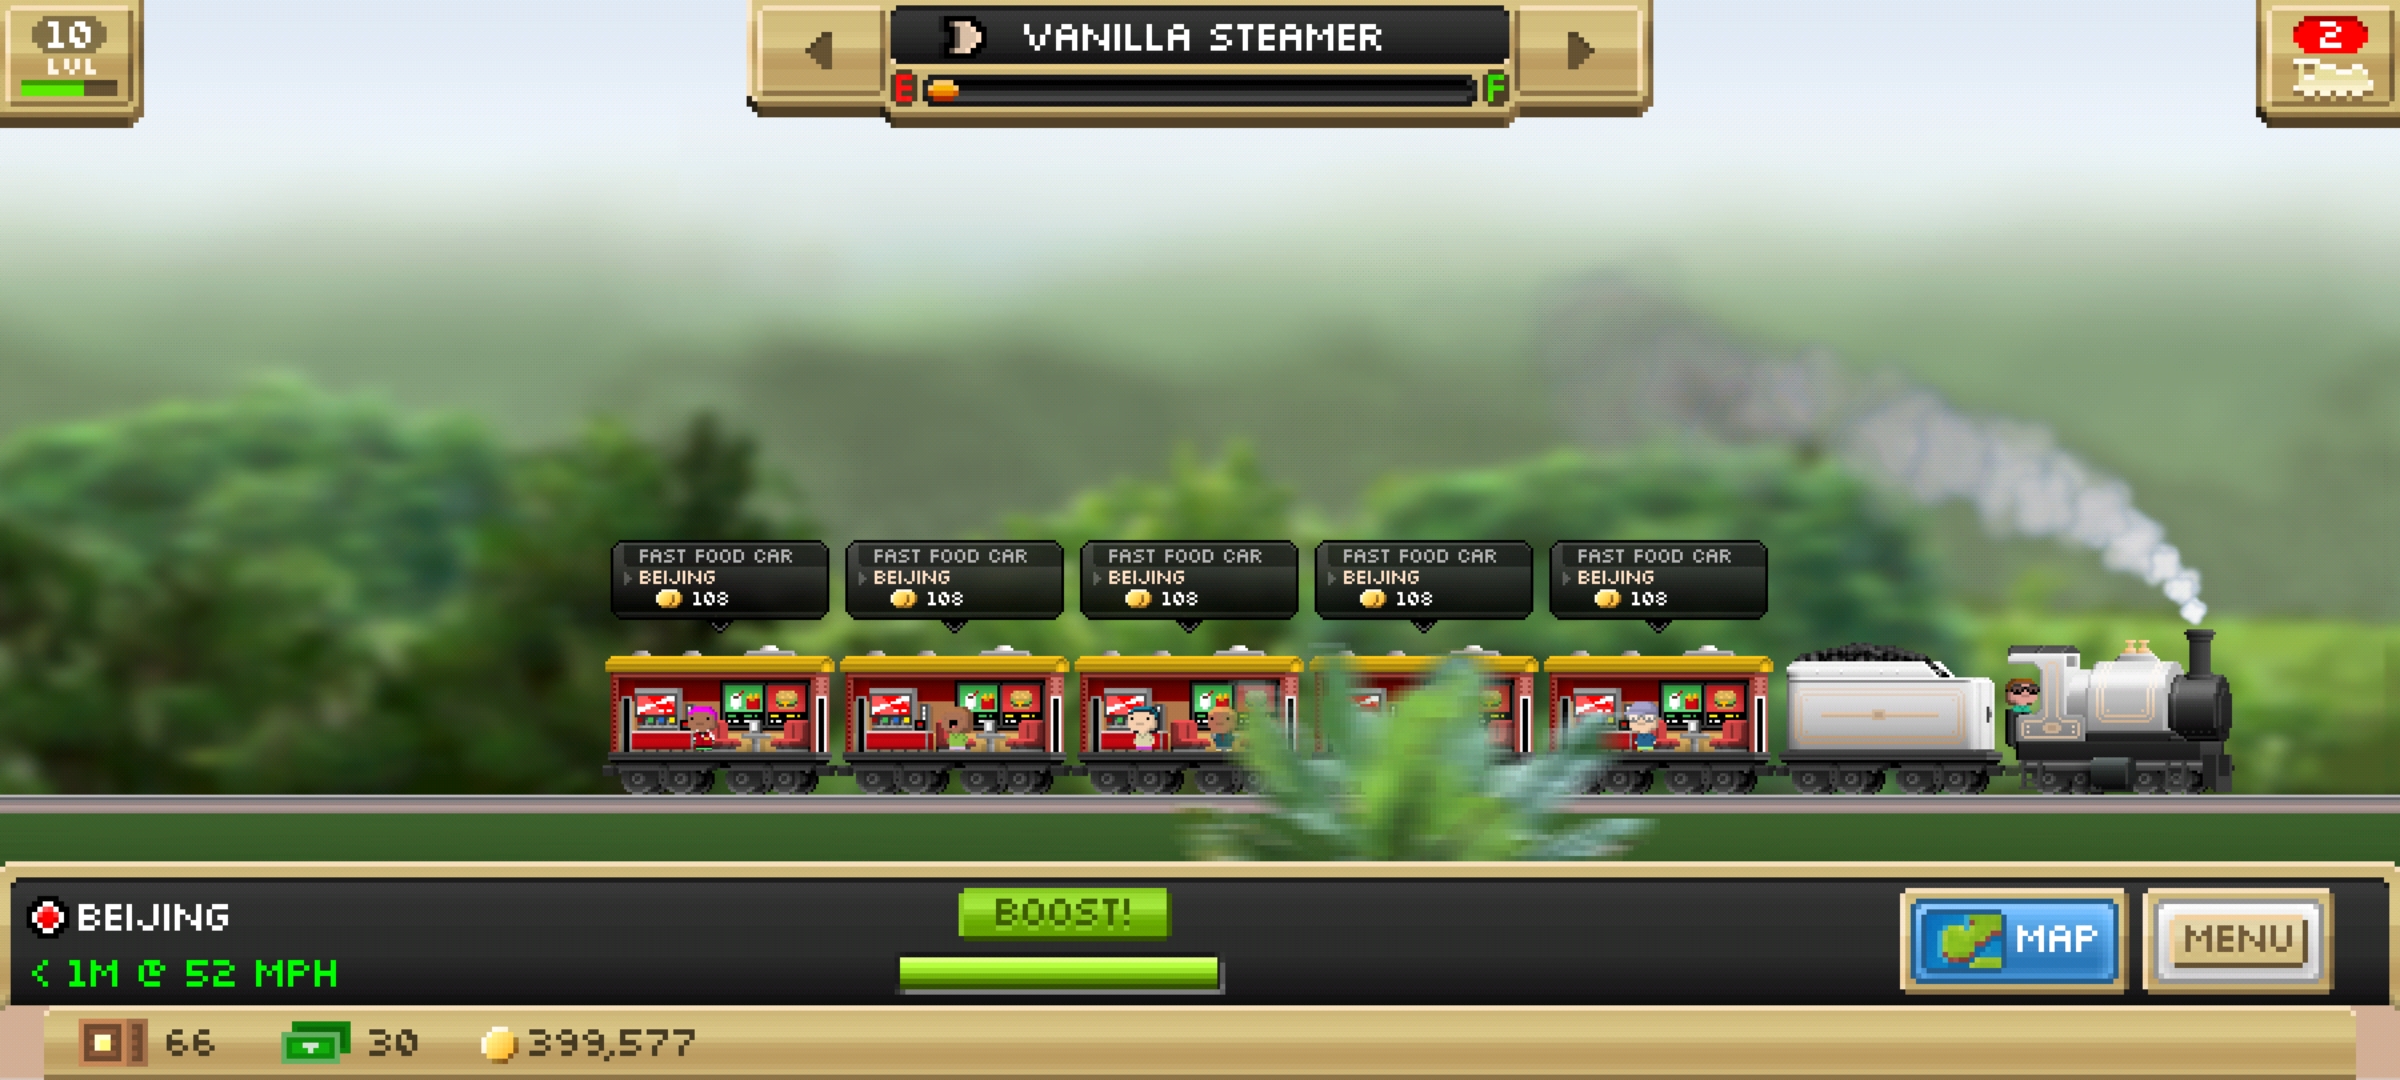 10
LVL
VANILLA STEAMER
E F
2
FAST FOOD CAR
BEIJING
108
FAST FOOD CAR
BEIJING
108
FAST FOOD CAR
BEIJING
108
FAST FOOD CAR
BEIJING
108
FAST FOOD CAR
BEIJING
108
BEIJING
< 1M @ 52 MPH
BOOST!
MAP
MENU
66 30 399,577